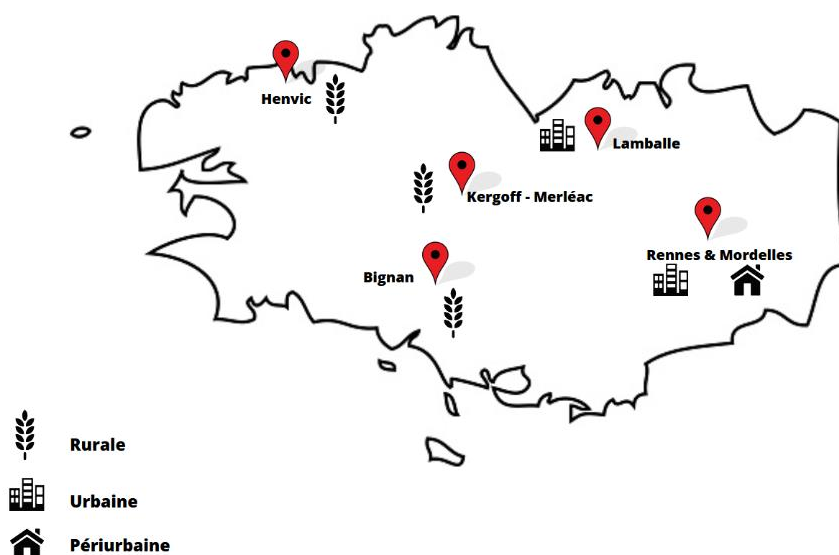 Henvic
Lamballe
Kergoff - Merléac
Rennes & Mordelles
Bignan
Rurale
Urbaine
Périurbaine